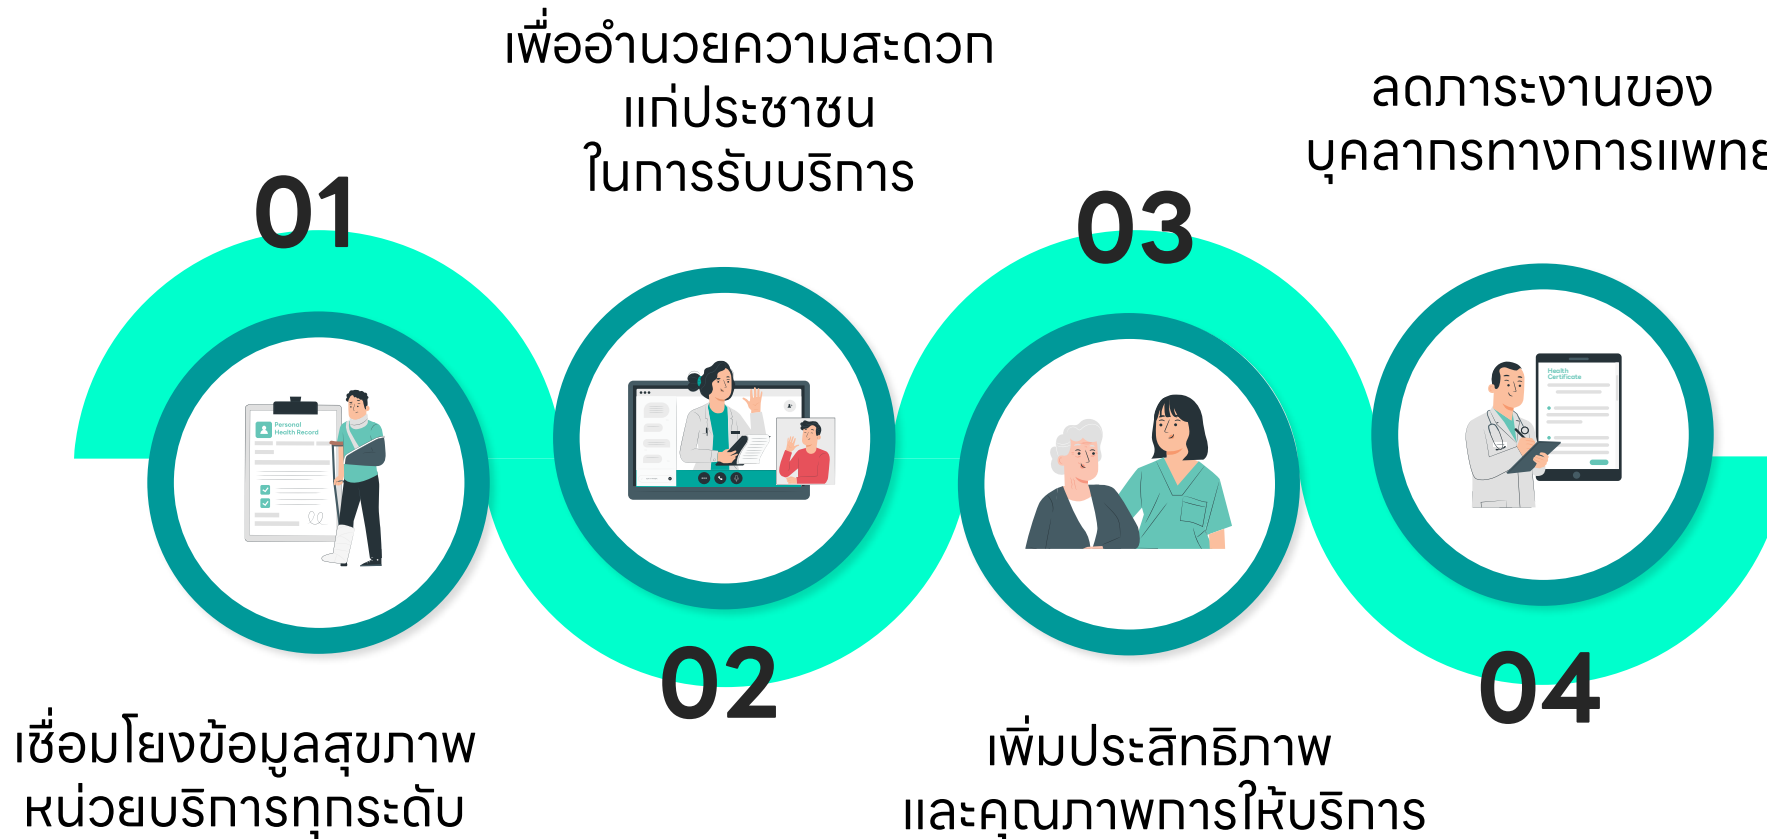 01
เชื่อมโยงข้อมูลสุขภาพ
หน่วยบริการทุกระดับ
Personal
Health Record
เพื่ออำนวยความสะดวก
แก่ประชาชน
ในการรับบริการ
02
03
เพิ่มประสิทธิภาพ
และคุณภาพการให้บริการ
ลดภาระงานของ
บุคลากรทางการแพทย
Health
Certificate
04